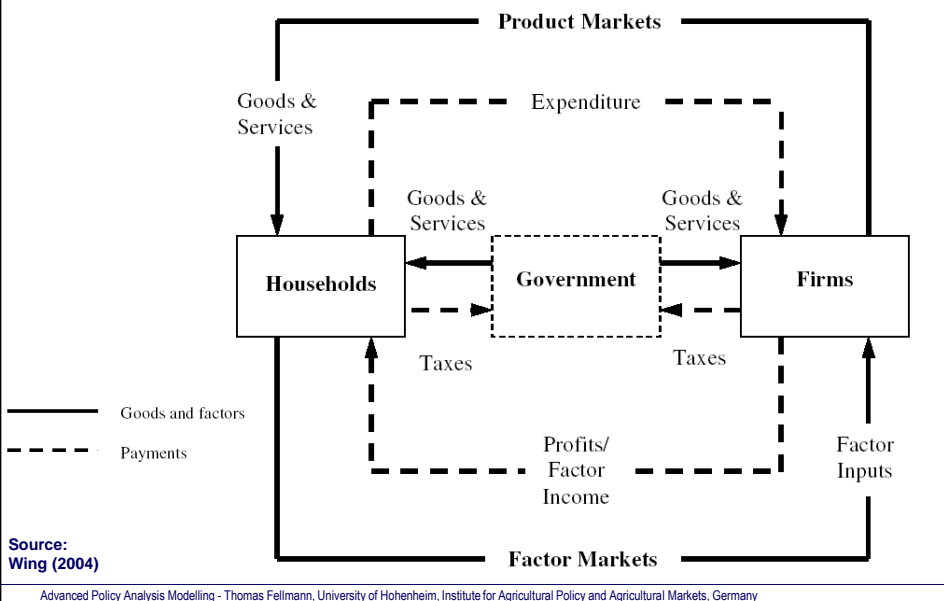 Product Markets
Goods &
Services
Expenditure
Goods &
Services
Goods &
Services
Households
Government
Firms
Taxes
Taxes
Goods and factors
Payments
Profits/
Factor
Income
Factor
Inputs
Source:
Wing (2004)
Factor Markets
Advanced Policy Analysis Modelling - Thomas Fellmann, University of Hohenheim, Institute for Agricultural Policy and Agricultural Markets, Germany